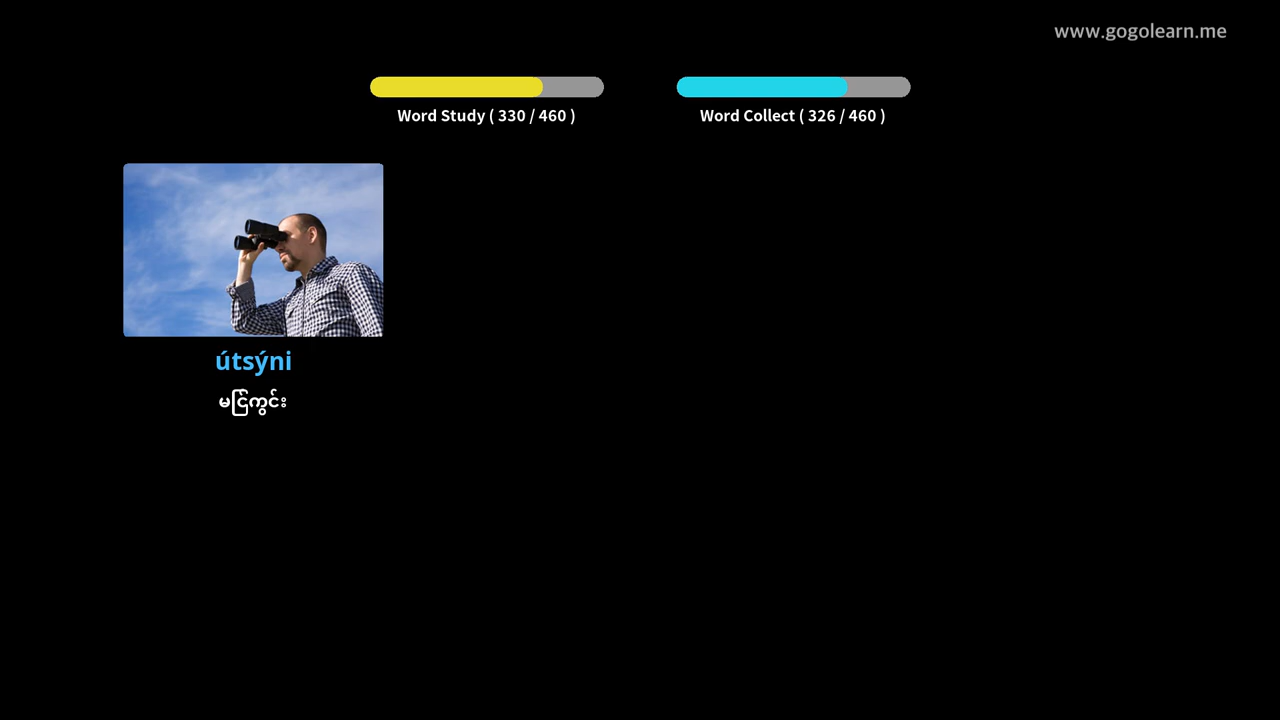 www.gogolearn.me
Word Study ( 330 / 460 )
Word Collect ( 326 / 460 )
útsýni
မြင်ကွင်း